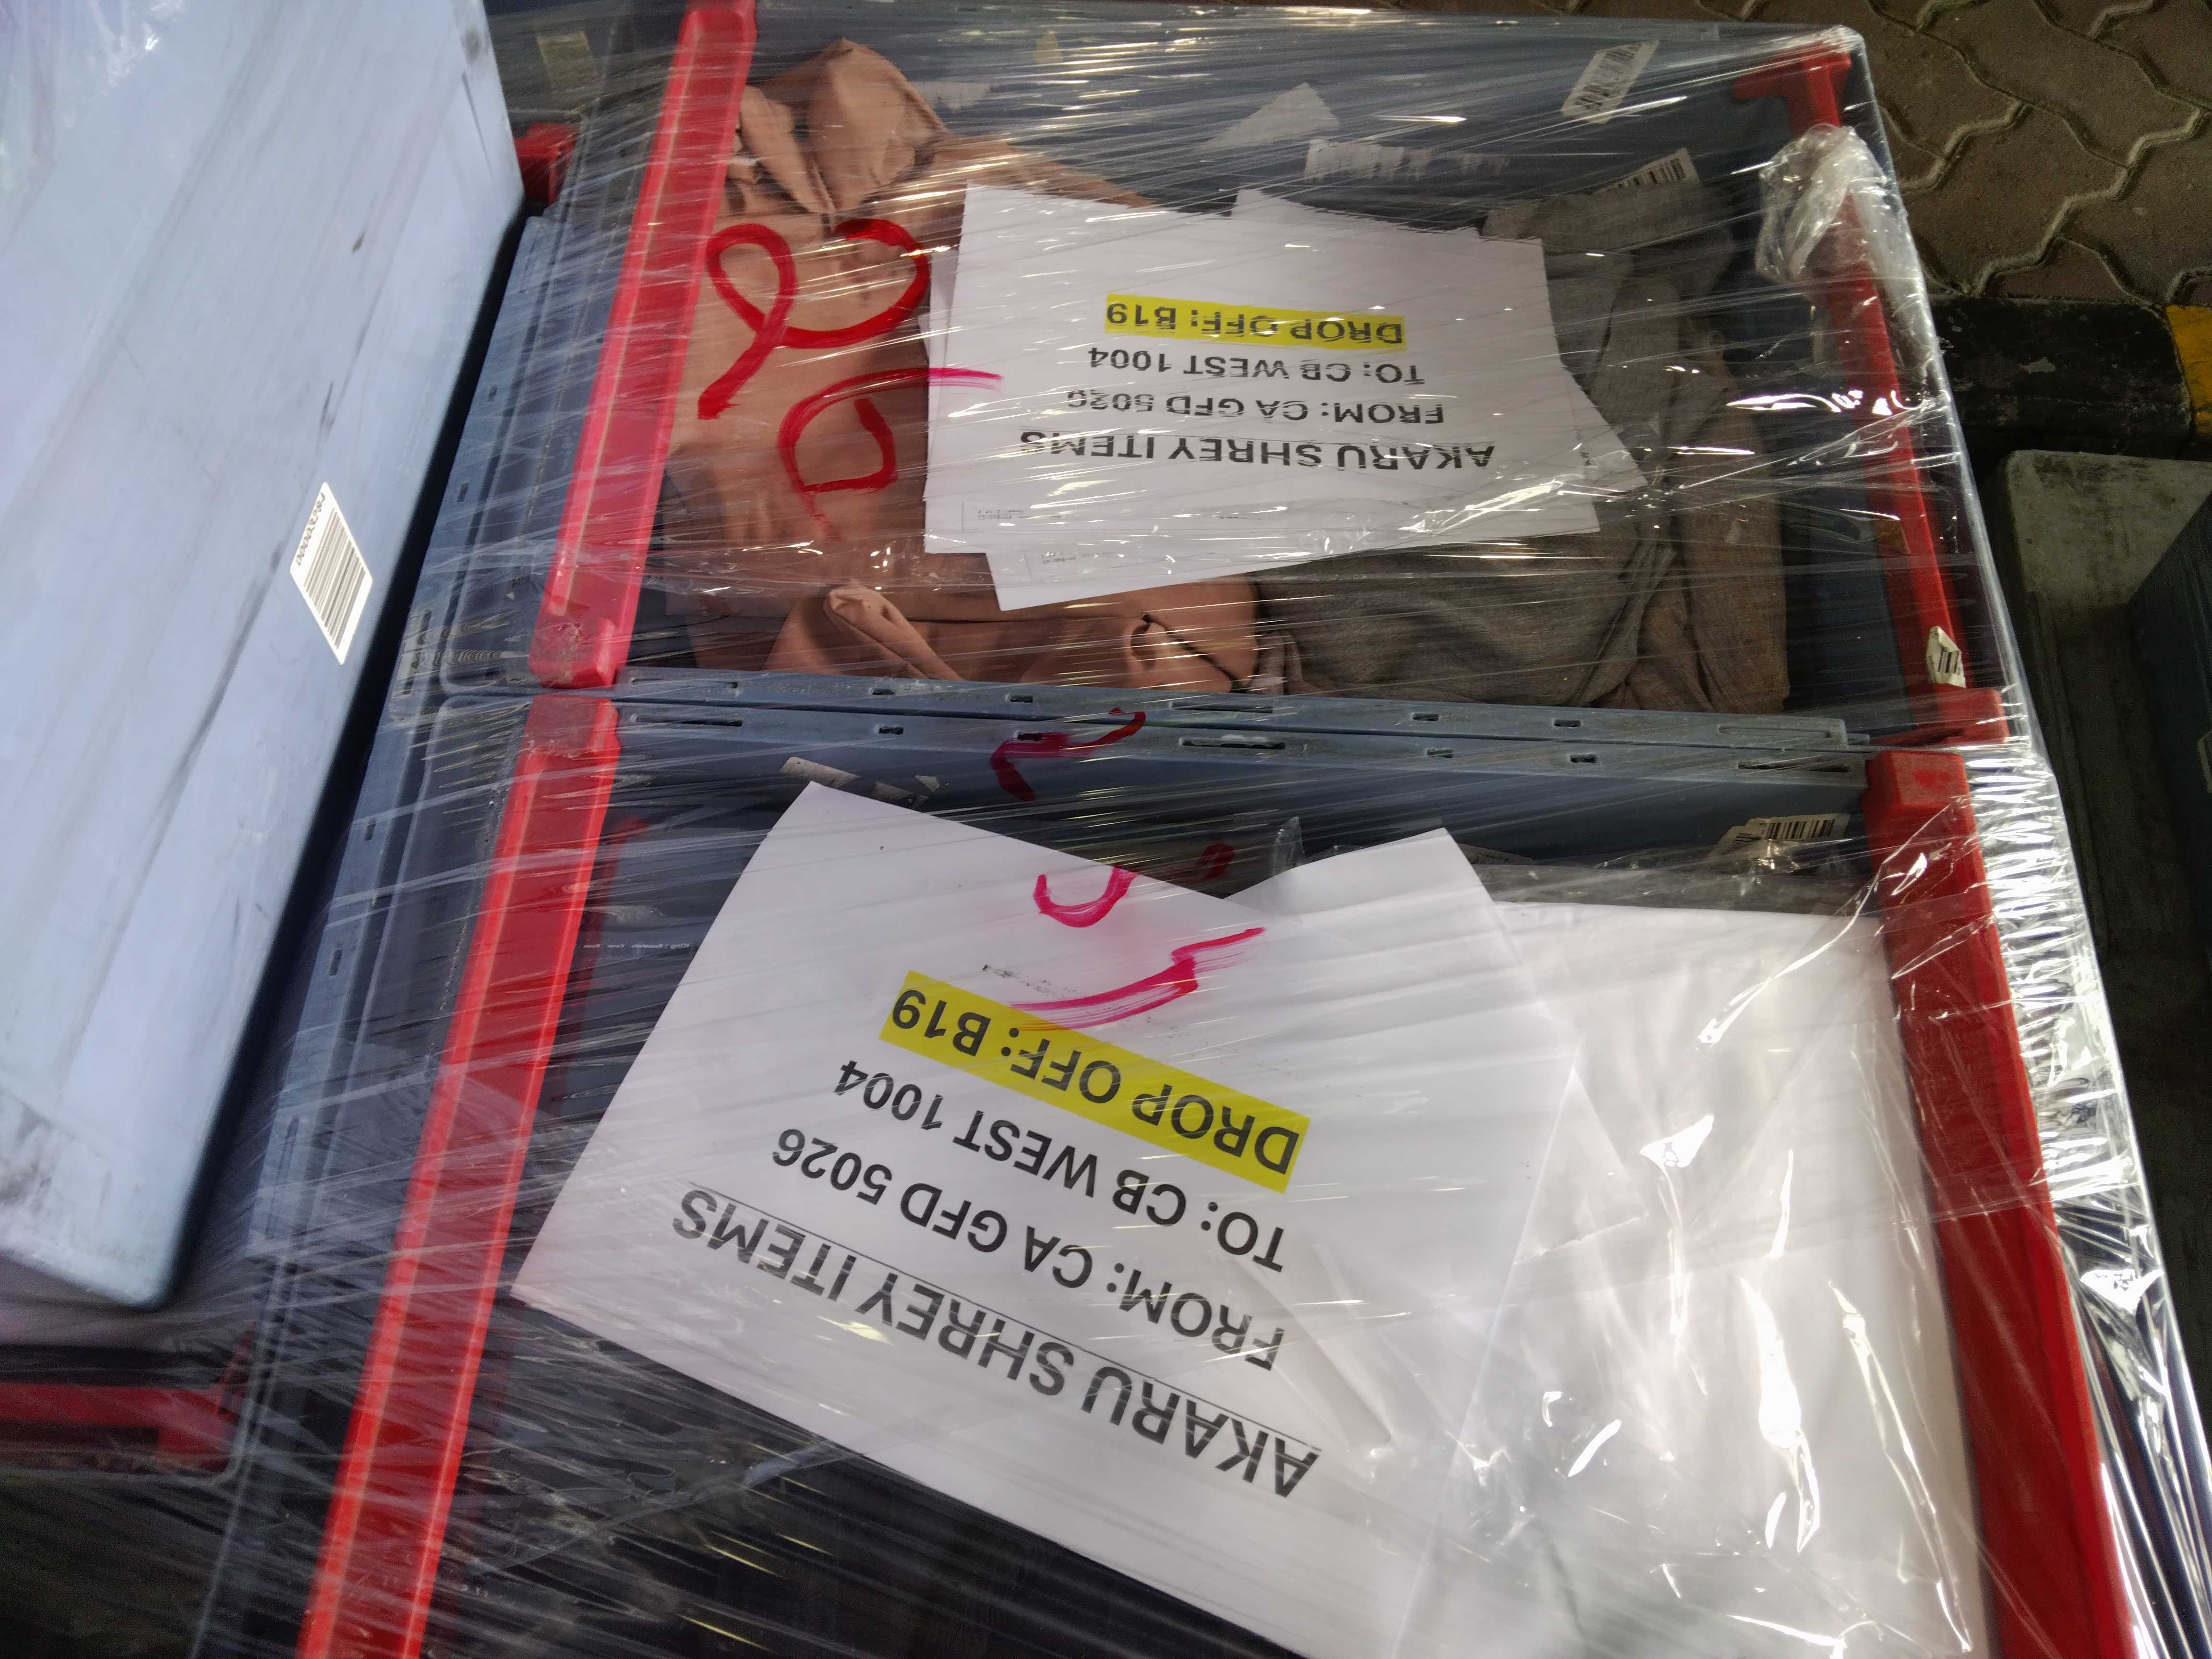 AKARU SHREY ITEMS
FROM: CA GFD 5026
TO: CB WEST 1004
DROP OFF: B19
AKARU SHREY ITEMS
FROM: CA GFD 5026
TO: CB WEST 1004
DROP OFF: B19